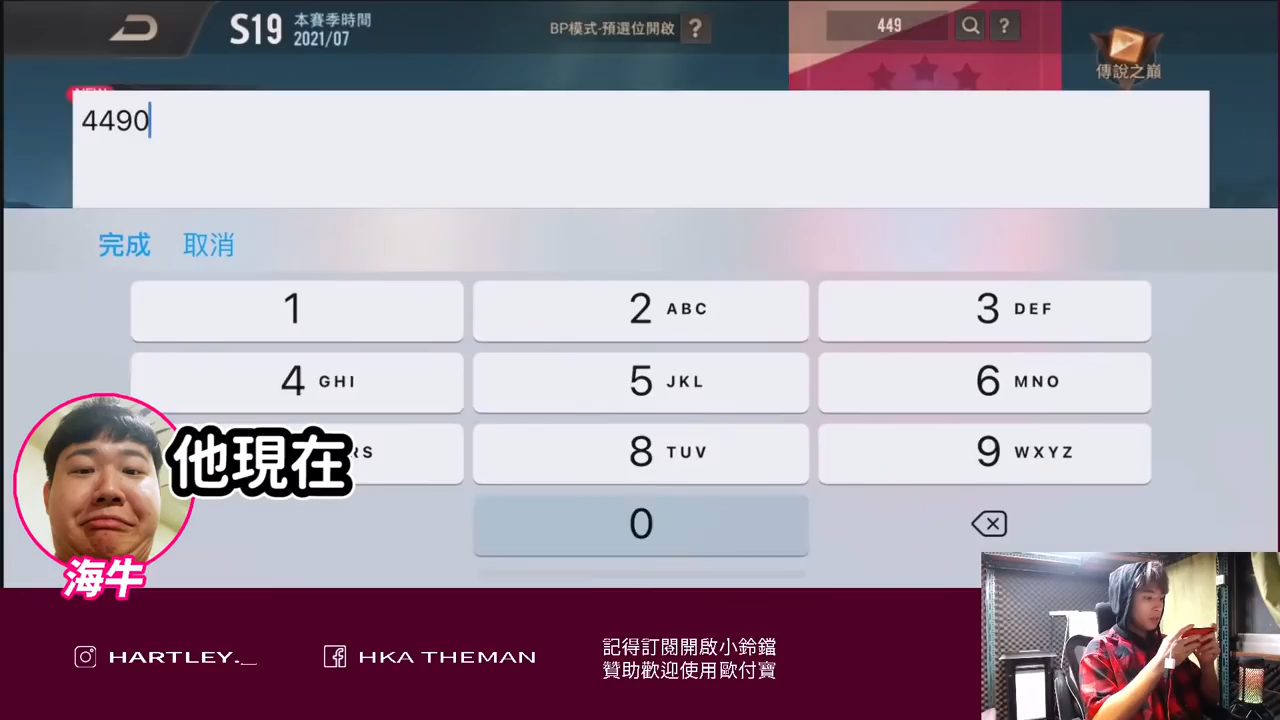 S19
本賽季時間
2021/07
BP模式-預選位開啟
?
449
?
傳說之巔
NEW
4490
完成
取消
1
2 ABC
3 DEF
4 GHI
5 JKL
6 MNO
RS
8 TUV
9 WXYZ
0
他現在
海牛
HARTLEY._
HKA THEMAN
記得訂閱開啟小鈴鐺
贊助歡迎使用歐付寶